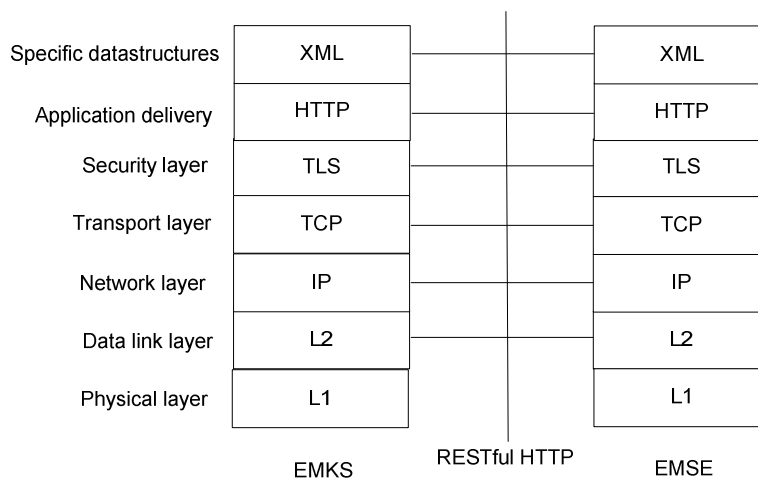 Specific datastructures XML XML
Application delivery HTTP HTTP
Security layer TLS TLS
Transport layer TCP TCP
Network layer IP IP
Data link layer L2 L2
Physical layer L1 L1
EMKS RESTful HTTP EMSE